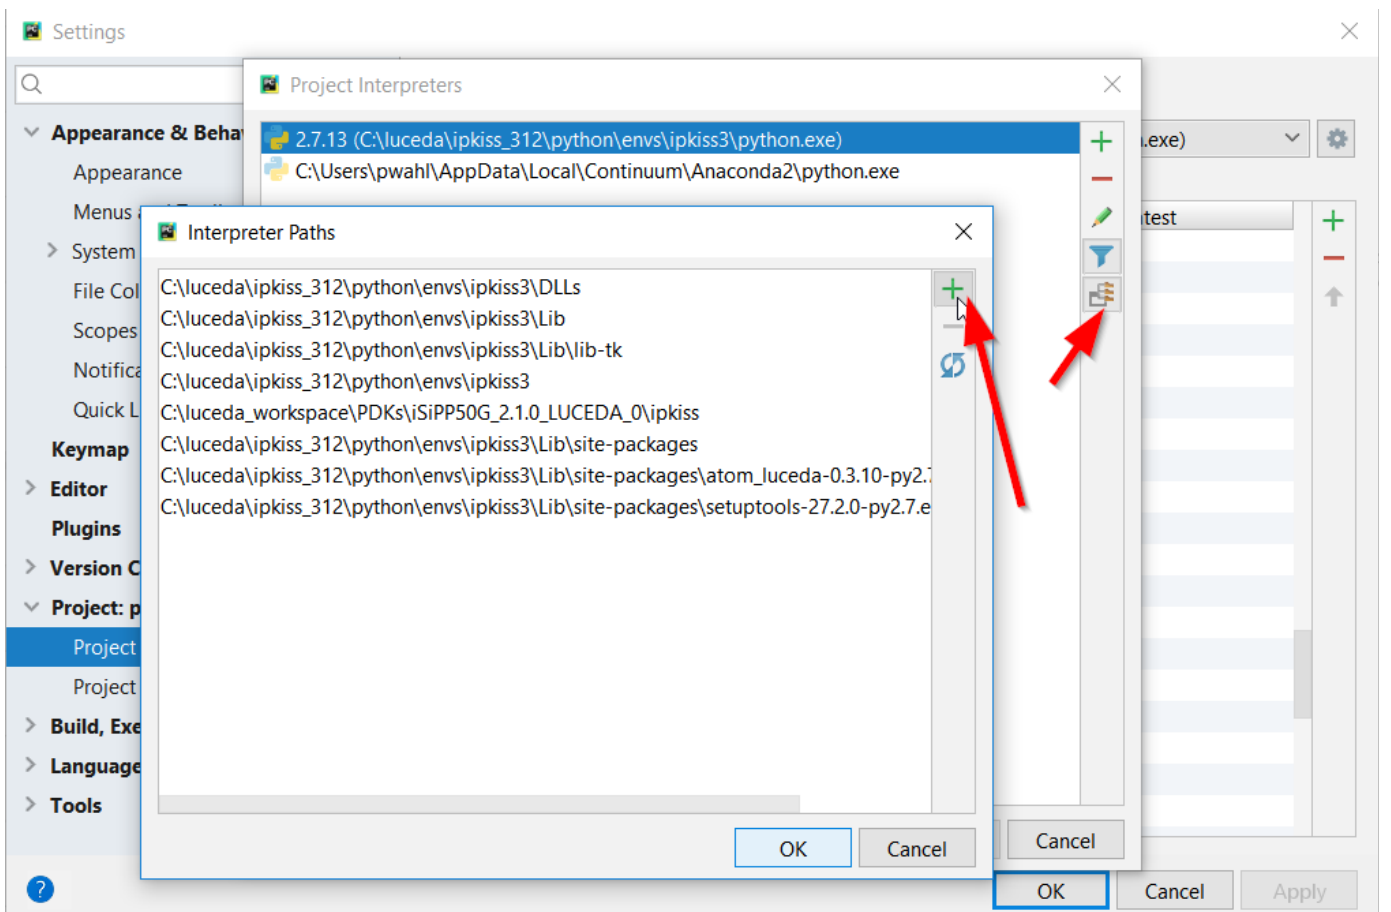 Settings
Project Interpreters
Appearance & Beha
2.7.13 (C:\luceda\ipkiss_312\python\envs\ipkiss3\python.exe)
.exe)
Appearance
C:\Users\pwahl\AppData\Local\Continuum\Anaconda2\python.exe
Menus
test
Interpreter Paths
System
C:\luceda\ipkiss_312\python\envs\ipkiss3\DLLs
File Col
C:\luceda\ipkiss_312\python\envs\ipkiss3\Lib
Scopes
C:\luceda\ipkiss_312\python\envs\ipkiss3\Lib\lib-tk
Notifica
C:\luceda\ipkiss_312\python\envs\ipkiss3
Quick L
C:\luceda_workspace\PDKs\iSiPP50G_2.1.0_LUCEDA_0\ipkiss
Keymap
C:\luceda\ipkiss_312\python\envs\ipkiss3\Lib\site-packages
Editor
C:\luceda\ipkiss_312\python\envs\ipkiss3\Lib\site-packages\atom_luceda-0.3.10-py2.7
Plugins
C:\luceda\ipkiss_312\python\envs\ipkiss3\Lib\site-packages\setuptools-27.2.0-py2.7.e
Version C
Project: p
Project
Project
Build, Exe
Language
Tools
OK
Cancel
Cancel
?
OK
Cancel
Apply